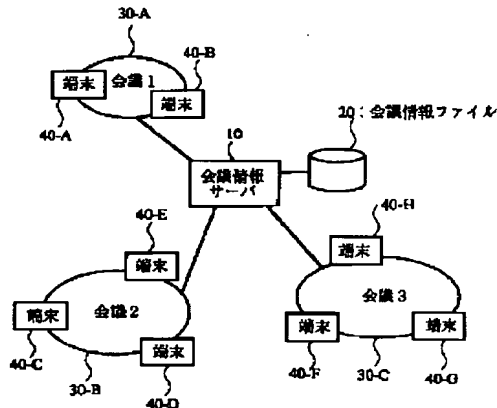 30-A
40-B
端末
会議1
端末
40-A
20:会議情報ファイル
10
会議情報
サーバ
40-E
端末
会議2
端末
40-C
端末
30-B
40-D
40-H
端末
会議3
端末
端末
40-F
30-C
40-G